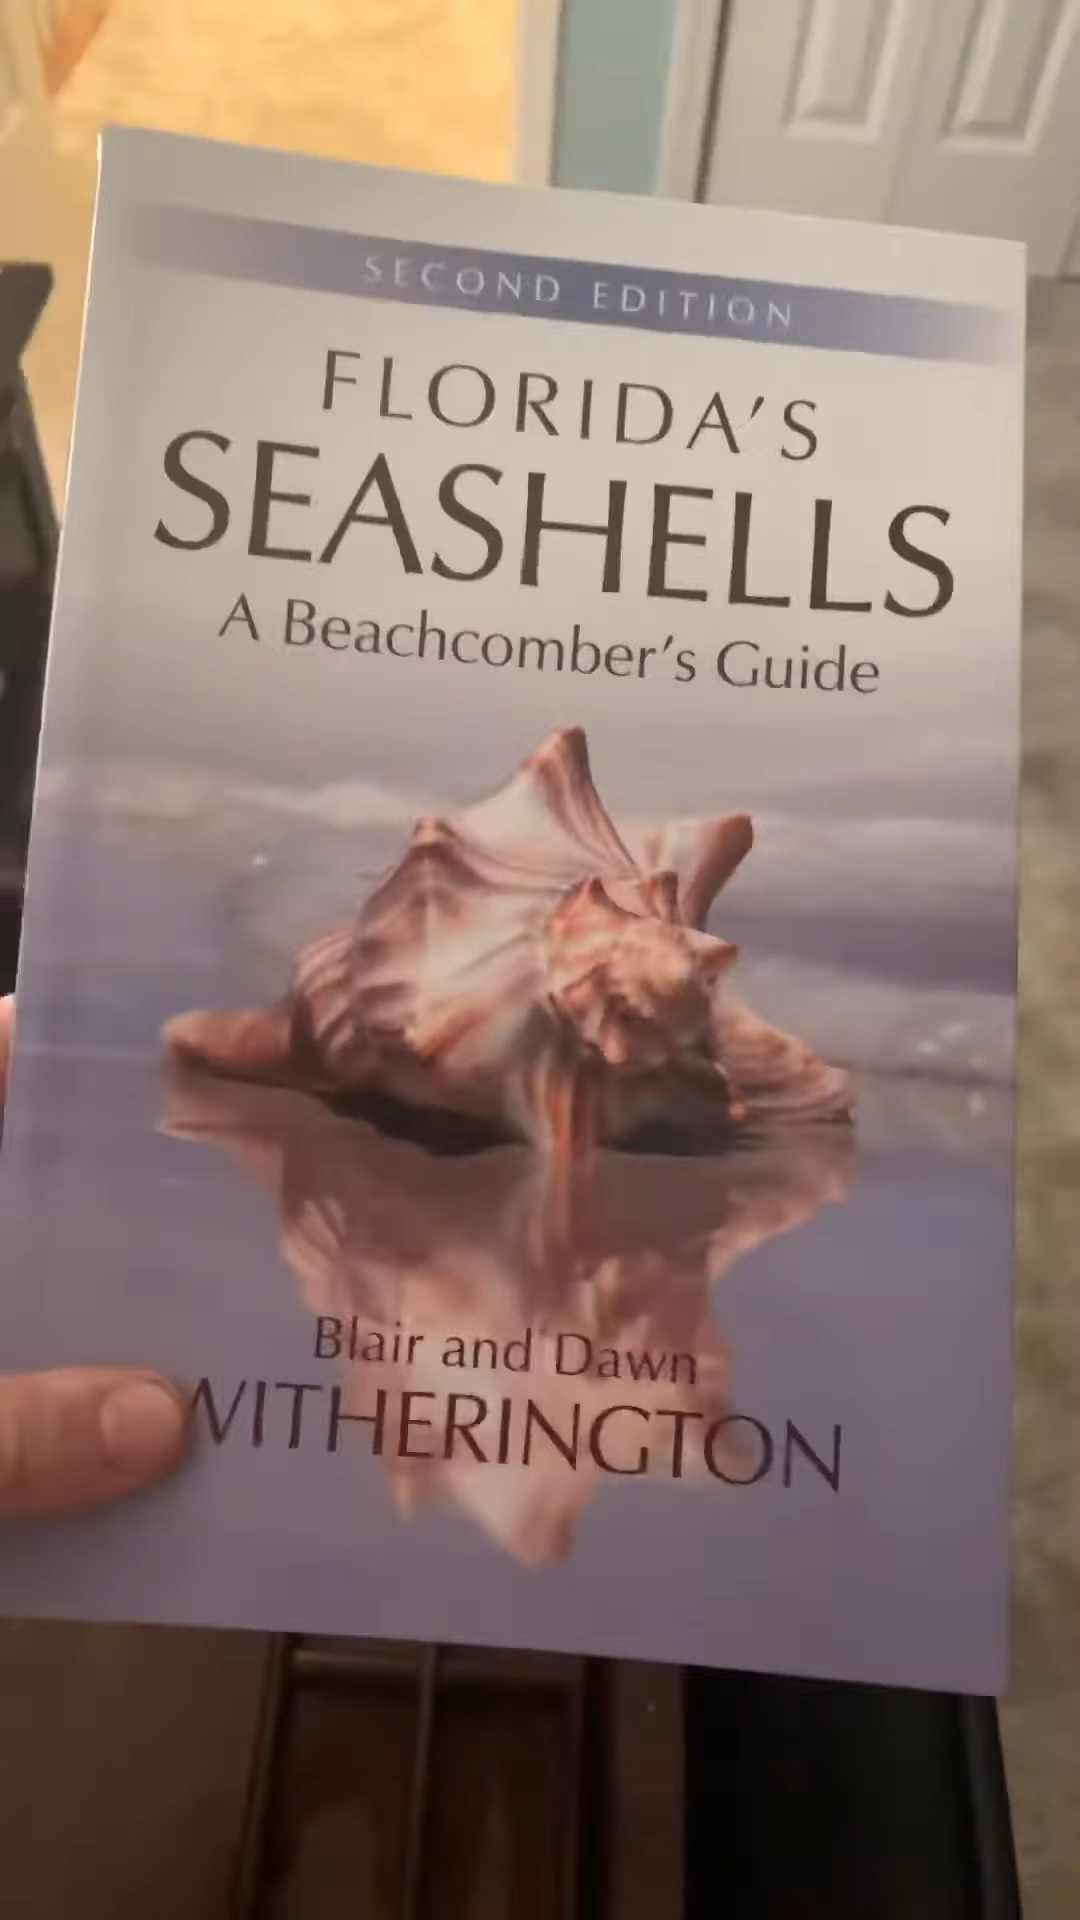 SECOND EDITION
FLORIDA'S
SEASHELLS
A Beachcomber's Guide
Blair and Dawn
WITHERINGTON